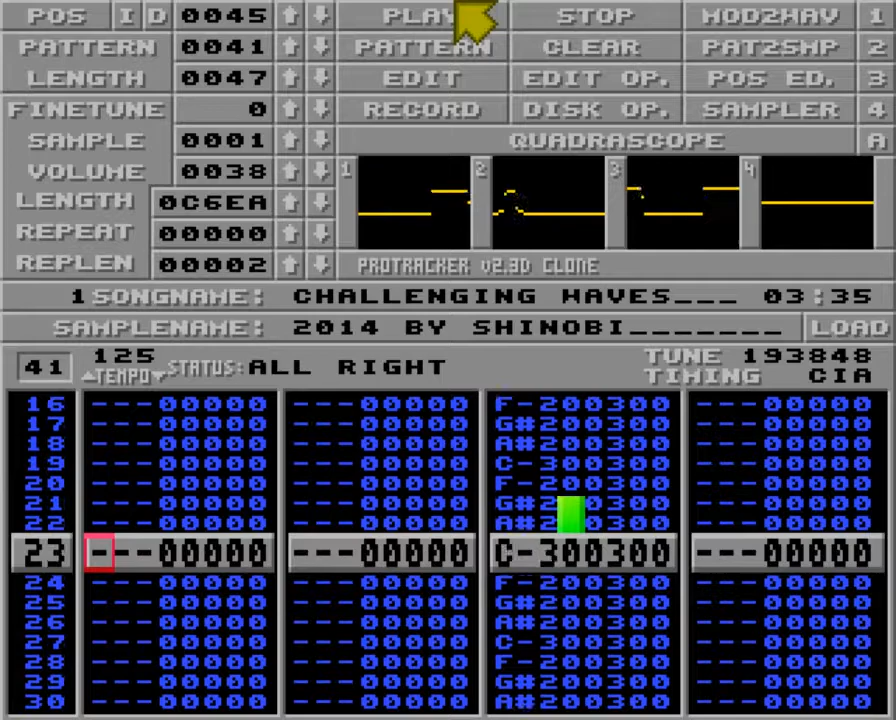 POS I D 0045 PLAY STOP MOD2WAV 1
PATTERN 0041 PATTERN CLEAR PAT2SMP 2
LENGTH 0047 EDIT EDIT OP. POS ED. 3
FINETUNE 0 RECORD DISK OP. SAMPLER 4
SAMPLE 0001 QUADRASCOPE A
VOLUME 0038 1 2 3 4
LENGTH 0C6EA
REPEAT 00000
REPLEN 00002 PROTRACKER V2.3D CLONE
1 SONGNAME: CHALLENGING WAVES___ 03:35
SAMPLENAME: 2014 BY SHINOBI_______ LOAD
41 125 TEMPO STATUS: ALL RIGHT TUNE 193848
TIMING CIA
16 ---00000 ---00000 F-200300 ---00000
17 ---00000 ---00000 G#200300 ---00000
18 ---00000 ---00000 A#200300 ---00000
19 ---00000 ---00000 C-300300 ---00000
20 ---00000 ---00000 F-200300 ---00000
21 ---00000 ---00000 G#200300 ---00000
22 ---00000 ---00000 A#200300 ---00000
23 ---00000 ---00000 C-300300 ---00000
24 ---00000 ---00000 F-200300 ---00000
25 ---00000 ---00000 G#200300 ---00000
26 ---00000 ---00000 A#200300 ---00000
27 ---00000 ---00000 C-300300 ---00000
28 ---00000 ---00000 F-200300 ---00000
29 ---00000 ---00000 G#200300 ---00000
30 ---00000 ---00000 A#200300 ---00000